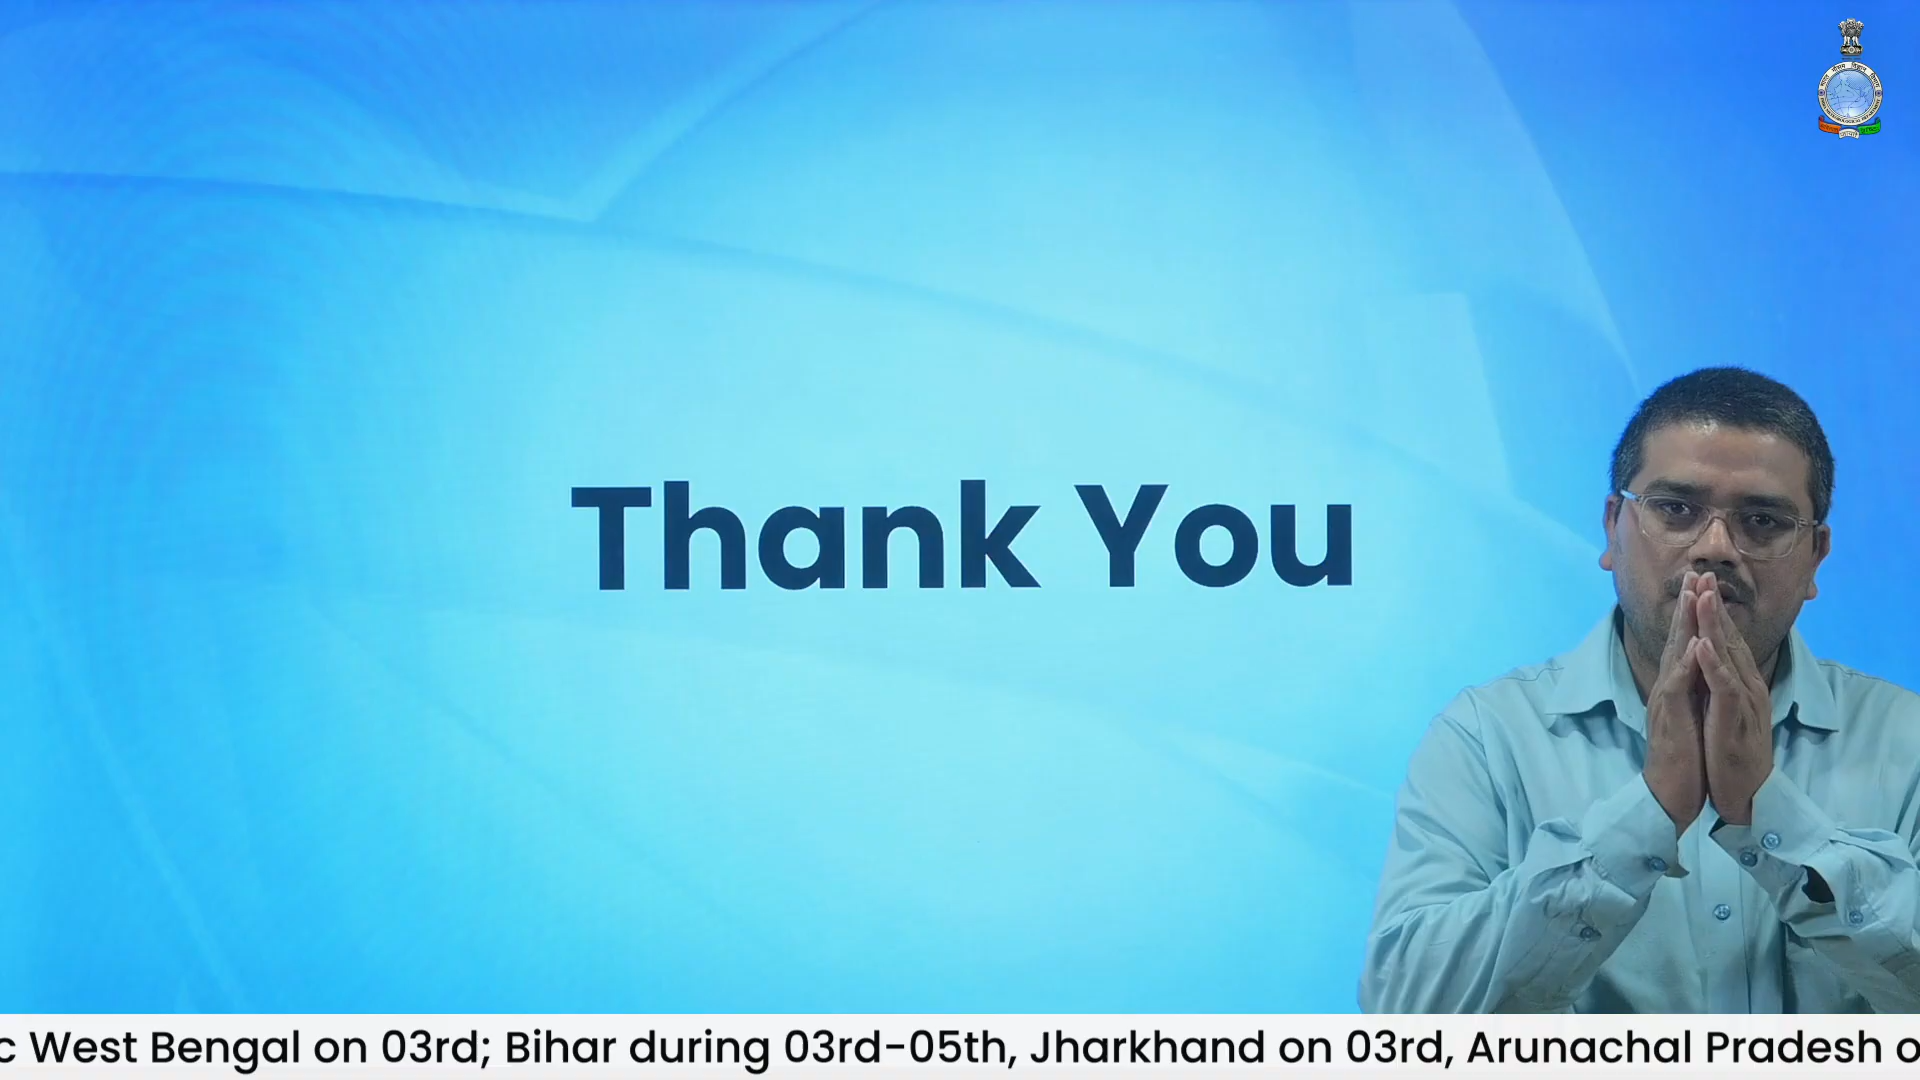 Thank You
West Bengal on 03rd; Bihar during 03rd-05th, Jharkhand on 03rd, Arunachal Pradesh